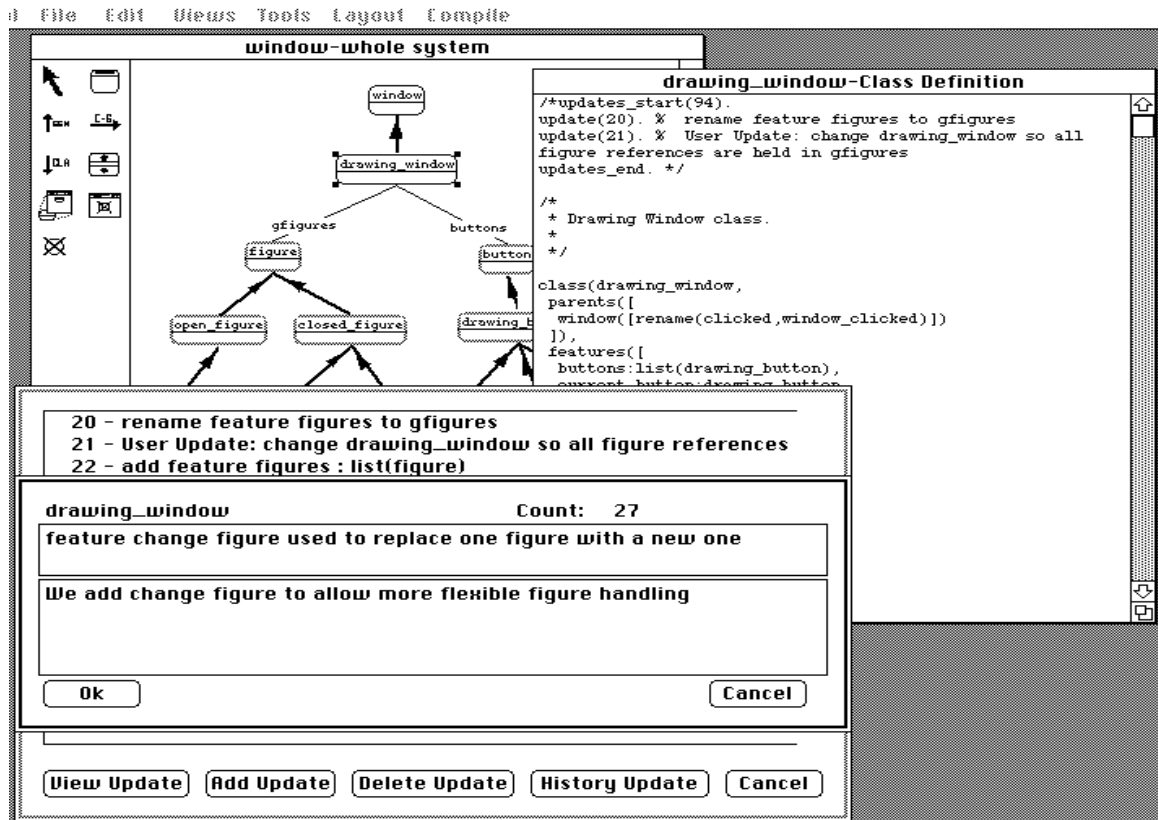 File Edit Views Tools Layout Compile
window-whole system
window
drawing_window
gfigures
buttons
figure
button
open_figure
closed_figure
drawing_b
C-G
drawing_window-Class Definition
/*updates_start(94).
update(20). %  rename feature figures to gfigures
update(21). %  User Update: change drawing_window so all
figure references are held in gfigures
updates_end. */
/*
 * Drawing Window class.
 *
 */
class(drawing_window,
 parents([
  window([rename(clicked,window_clicked)])
 ]),
 features([
  buttons:list(drawing_button),
  current_button:drawing_button
20 - rename feature figures to gfigures
21 - User Update: change drawing_window so all figure references
22 - add feature figures : list(figure)
drawing_window Count: 27
feature change figure used to replace one figure with a new one
We add change figure to allow more flexible figure handling
Ok Cancel
View Update Add Update Delete Update History Update Cancel